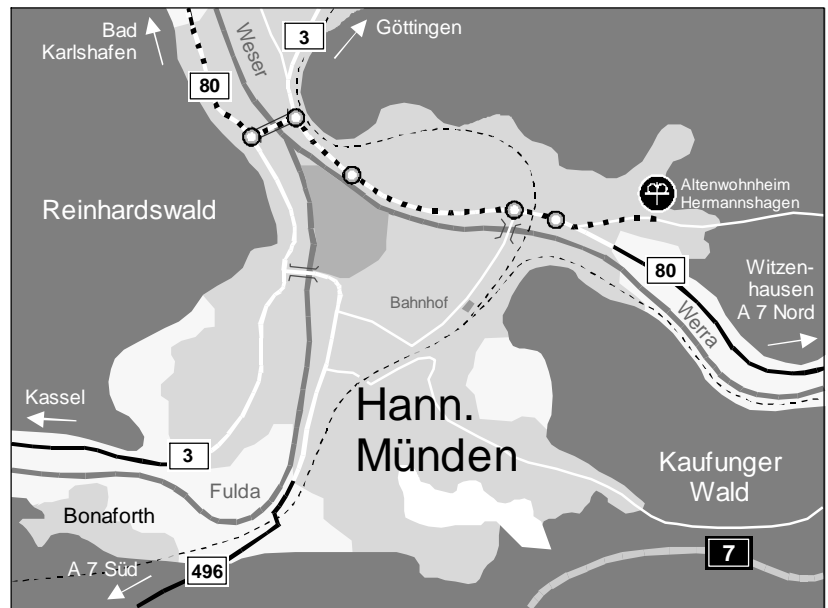 Bad
Karlshafen
Weser
3
Göttingen
80
Altenwohnheim
Hermannshagen
Reinhardswald
80
Witzen-
hausen
A 7 Nord
Werra
Bahnhof
Kassel
Hann.
Münden
3
Kaufunger
Wald
Fulda
Bonaforth
7
A 7 Süd
496